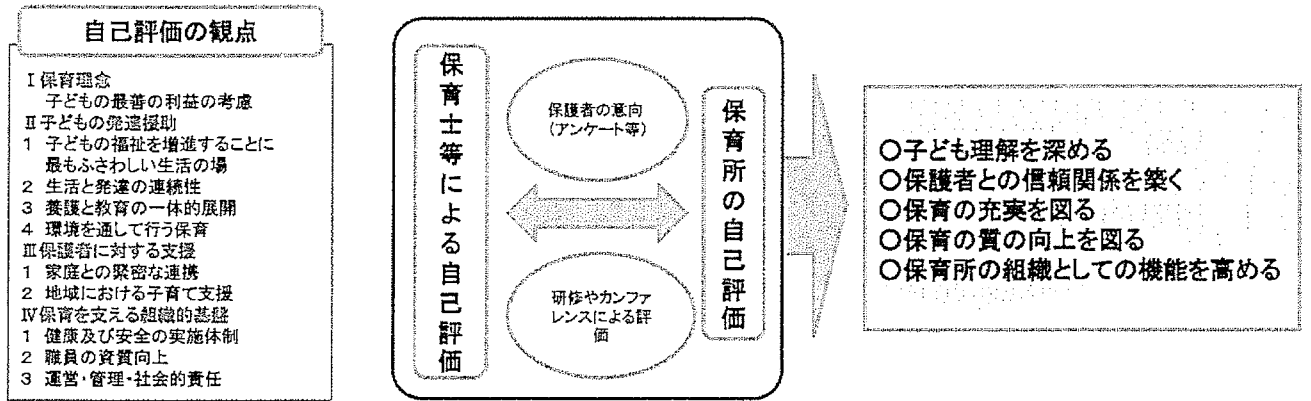 自己評価の観点
Ⅰ保育理念
子どもの最善の利益の考慮
Ⅱ子どもの発達援助
1 子どもの福祉を増進することに
最もふさわしい生活の場
2 生活と発達の連続性
3 養護と教育の一体的展開
4 環境を通して行う保育
Ⅲ保護者に対する支援
1 家庭との緊密な連携
2 地域における子育て支援
Ⅳ保育を支える組織的基盤
1 健康及び安全の実施体制
2 職員の資質向上
3 運営・管理・社会的責任
保育士等による自己評価
保護者の意向
(アンケート等)
研修やカンファ
レンスによる評
価
保育所の自己評価
○子ども理解を深める
○保護者との信頼関係を築く
○保育の充実を図る
○保育の質の向上を図る
○保育所の組織としての機能を高める